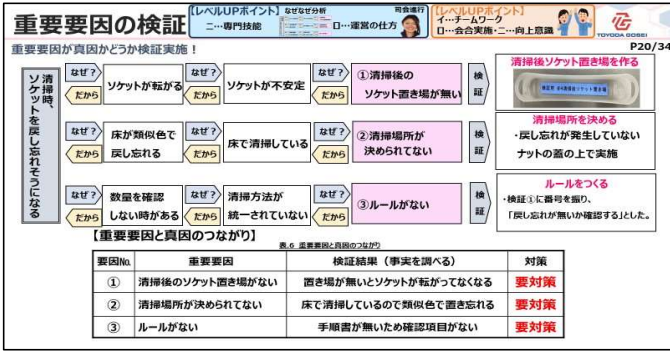 重要要因の検証
【レベルUPポイント】
ニ…専門技能
なぜなぜ分析
ロ…運営の仕方
司会進行
【レベルUPポイント】
イ…チームワーク
ロ…会合実施・ニ…向上意識
TOYODA GOSEI
重要要因が真因かどうか検証実施！
P20/34
清掃時、
ソケットを戻し忘れそうになる
なぜ？
だから
ソケットが転がる
なぜ？
だから
ソケットが不安定
なぜ？
だから
①清掃後の
ソケット置き場が無い
検証
清掃後ソケット置き場を作る
なぜ？
だから
床が類似色で
戻し忘れる
なぜ？
だから
床で清掃している
なぜ？
だから
②清掃場所が
決められてない
検証
清掃場所を決める
・戻し忘れが発生していない
ナットの蓋の上で実施
なぜ？
だから
数量を確認
しない時がある
なぜ？
だから
清掃方法が
統一されていない
なぜ？
だから
③ルールがない
検証
ルールをつくる
・検証①に番号を振り、
「戻し忘れが無いか確認する」とした。
【重要要因と真因のつながり】
表.6 重要要因と真因のつながり
要因No. 重要要因 検証結果（事実を調べる） 対策
① 清掃後のソケット置き場がない 置き場が無いとソケットが転がってなくなる 要対策
② 清掃場所が決められてない 床で清掃しているので類似色で置き忘れる 要対策
③ ルールがない 手順書が無いため確認項目がない 要対策